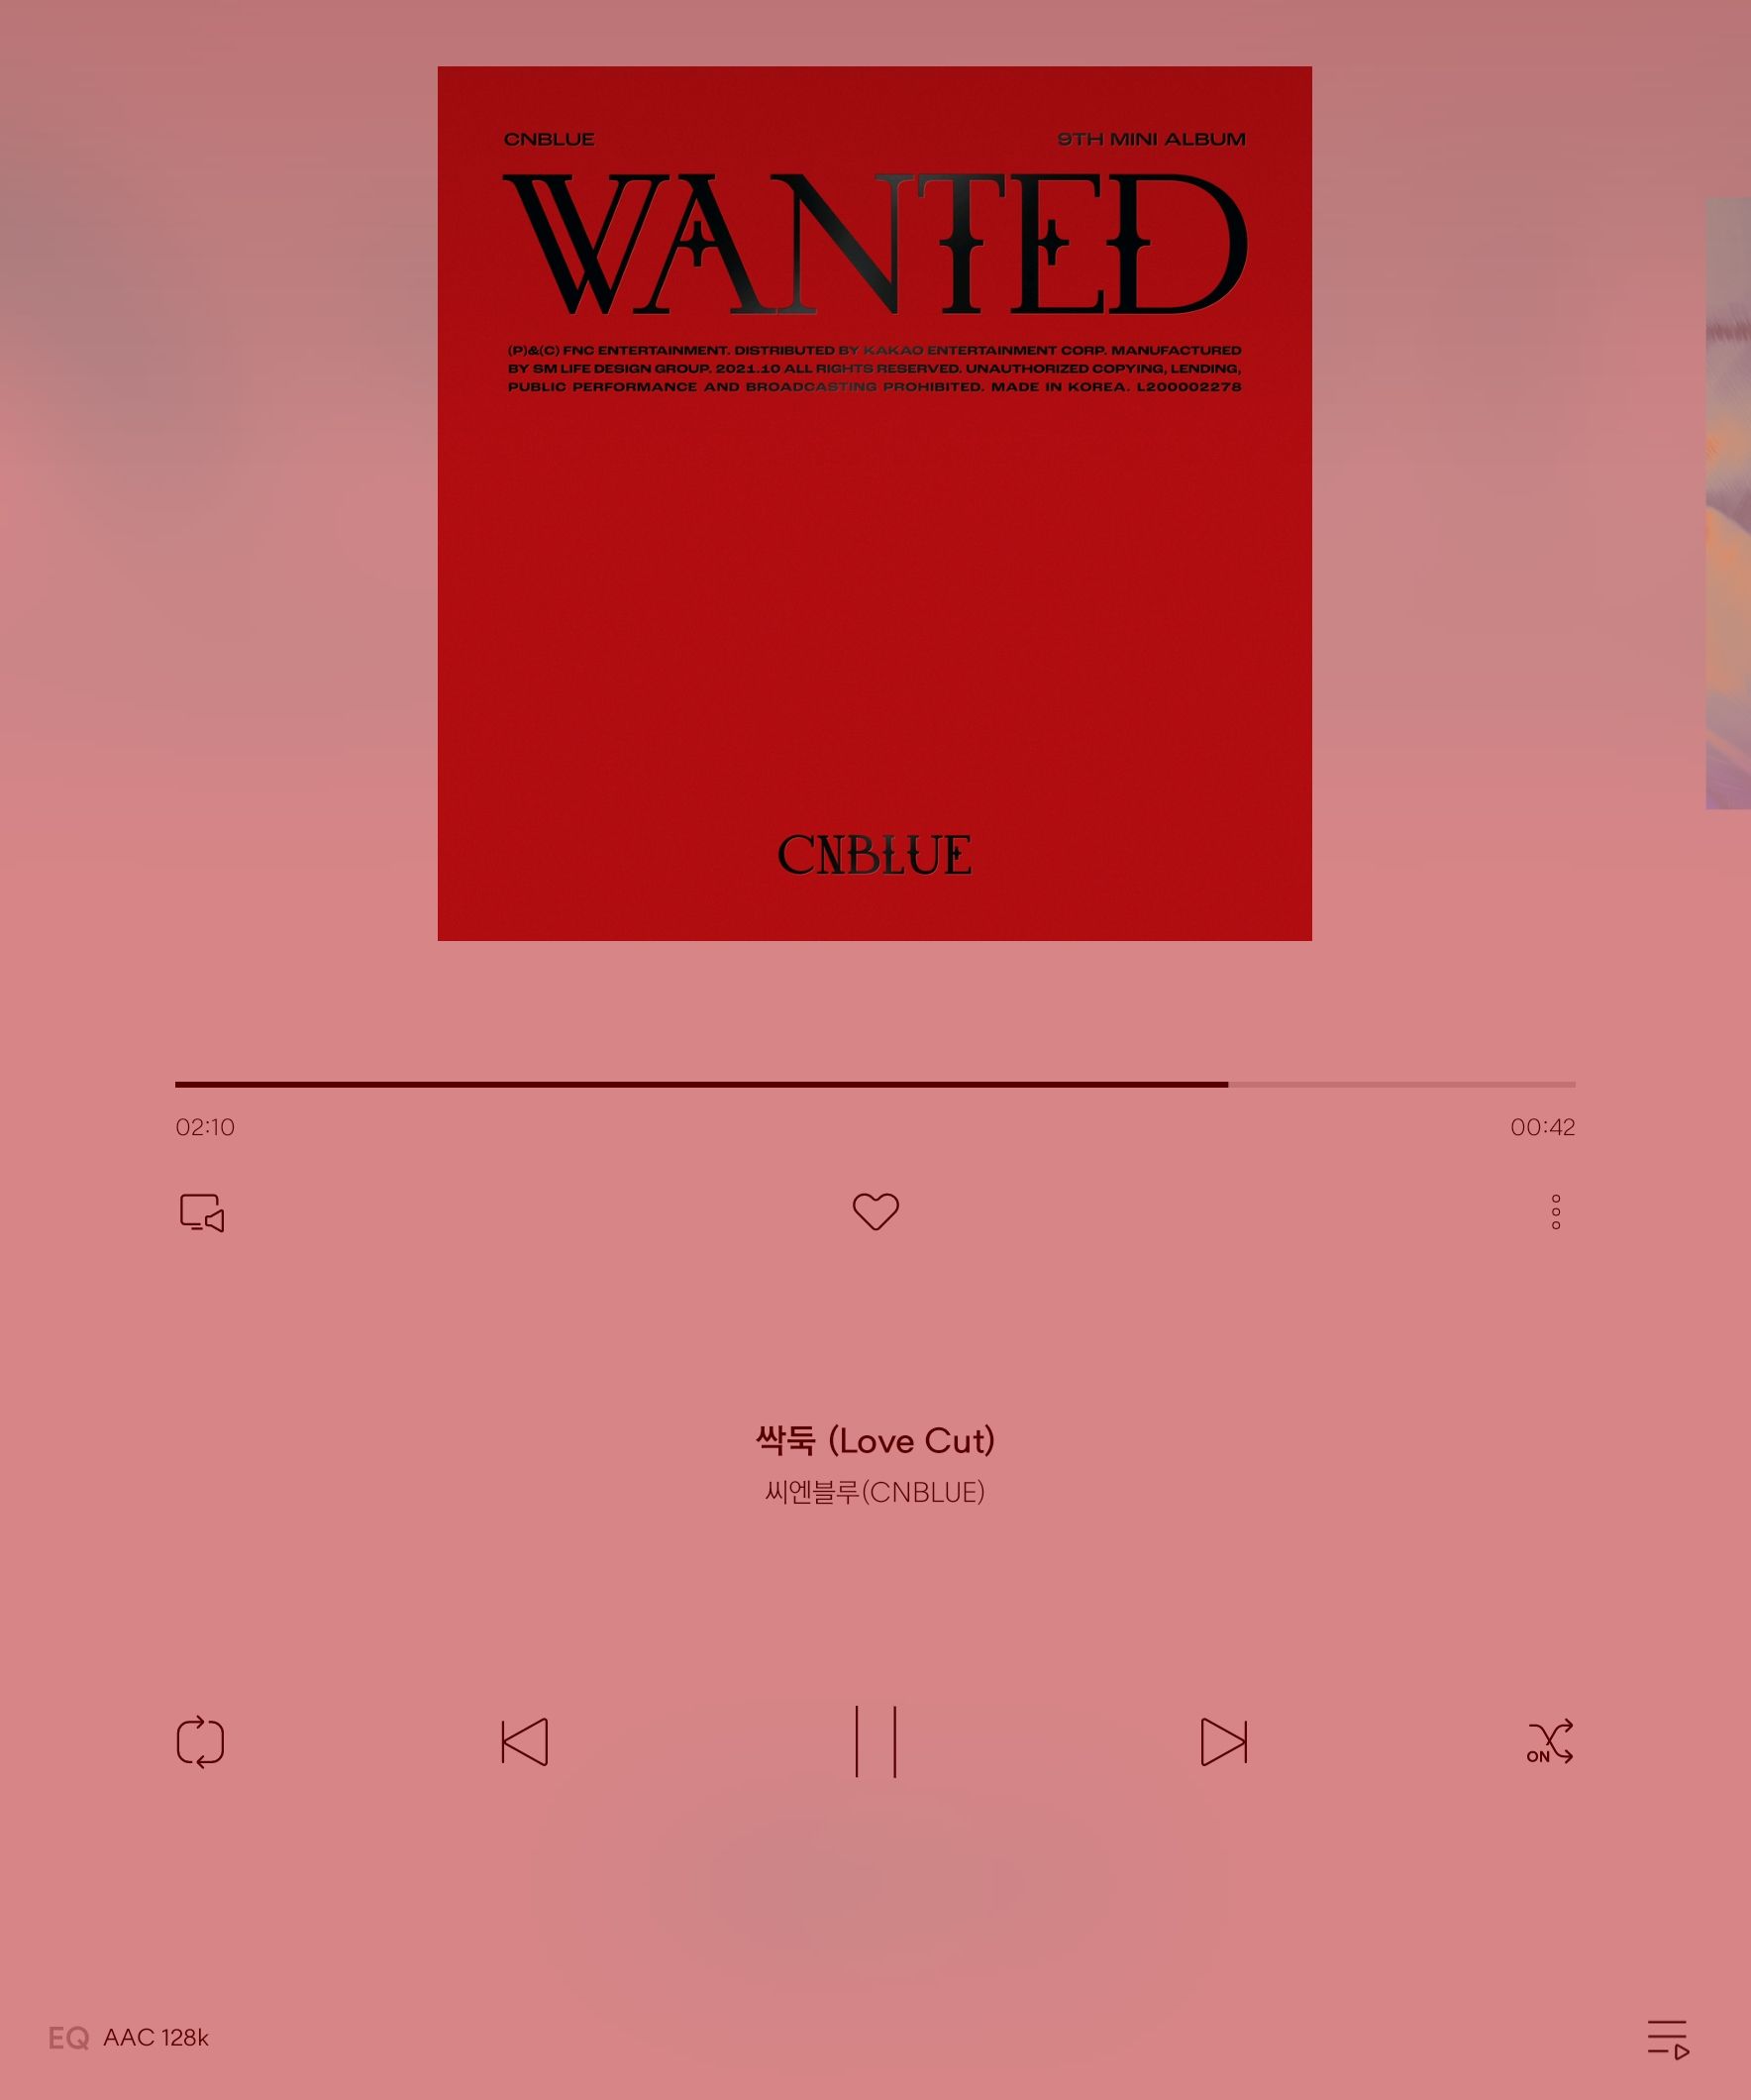 CNBLUE 9TH MINI ALBUM
WANTED
(P)&(C) FNC ENTERTAINMENT. DISTRIBUTED BY KAKAO ENTERTAINMENT CORP. MANUFACTURED
BY SM LIFE DESIGN GROUP. 2021.10 ALL RIGHTS RESERVED. UNAUTHORIZED COPYING, LENDING,
PUBLIC PERFORMANCE AND BROADCASTING PROHIBITED. MADE IN KOREA. L200002278
CNBLUE
02:10 00:42
싹둑 (Love Cut)
씨엔블루(CNBLUE)
ON
EQ AAC 128k